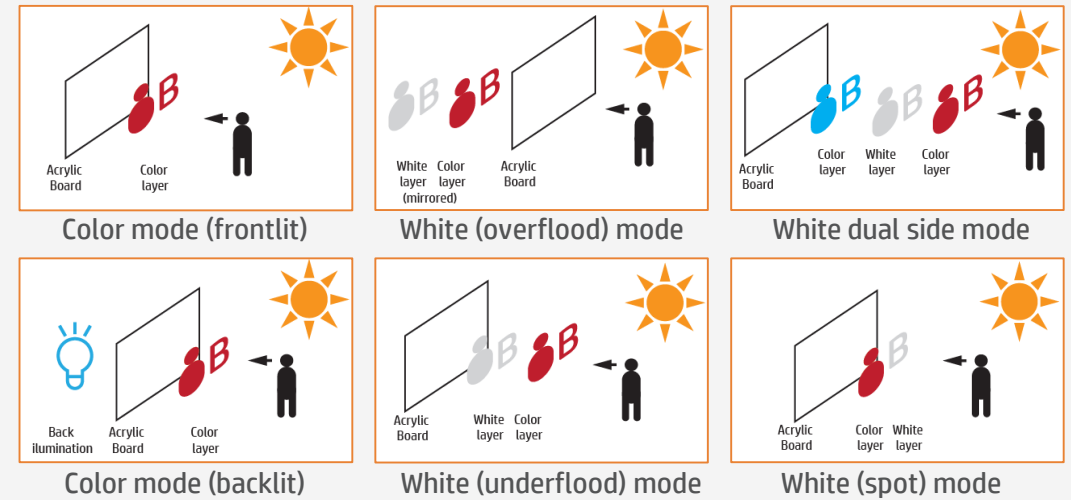 B
Acrylic Board
Color layer
Color mode (frontlit)
B B
White layer (mirrored)
Color layer
Acrylic Board
White (overflood) mode
B B B
Acrylic Board
Color layer
White layer
Color layer
White dual side mode
B
Back ilumination
Acrylic Board
Color layer
Color mode (backlit)
B B
Acrylic Board
White layer
Color layer
White (underflood) mode
B
Acrylic Board
Color layer
White layer
White (spot) mode